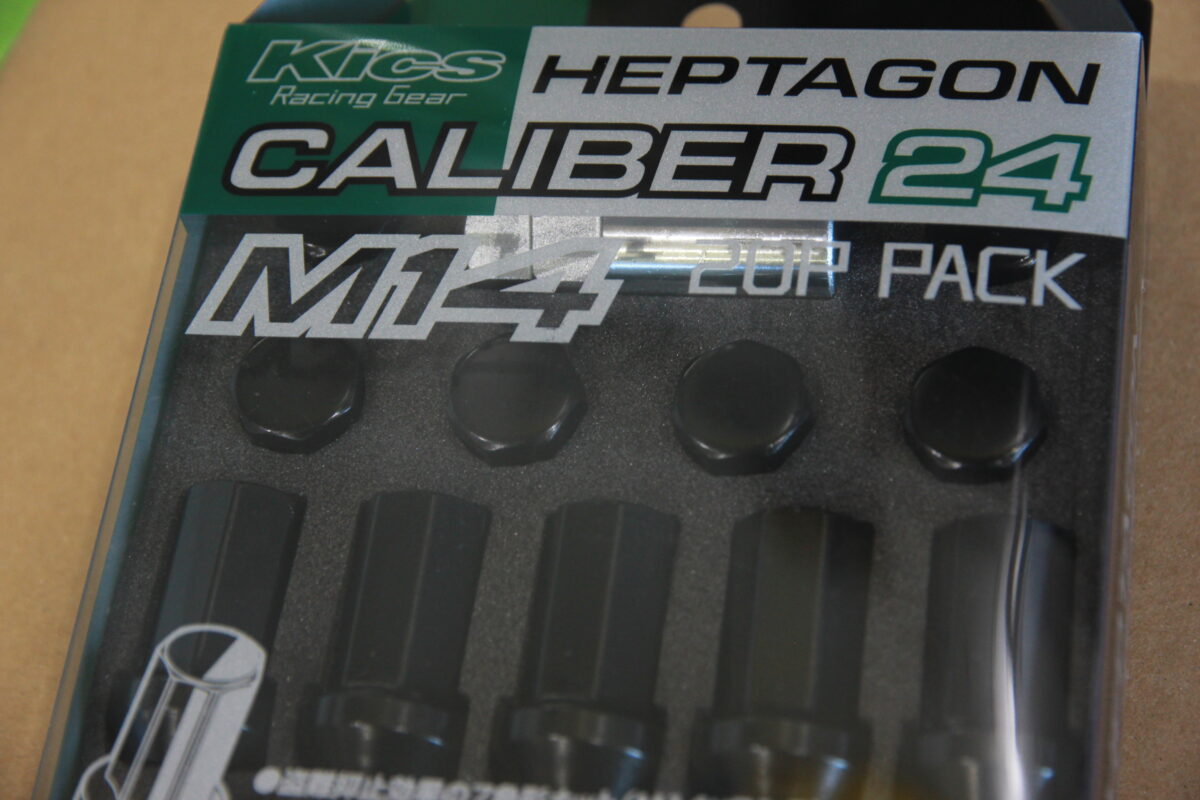 Kics
Racing Gear
HEPTAGON
CALIBER 24
M14
20P PACK